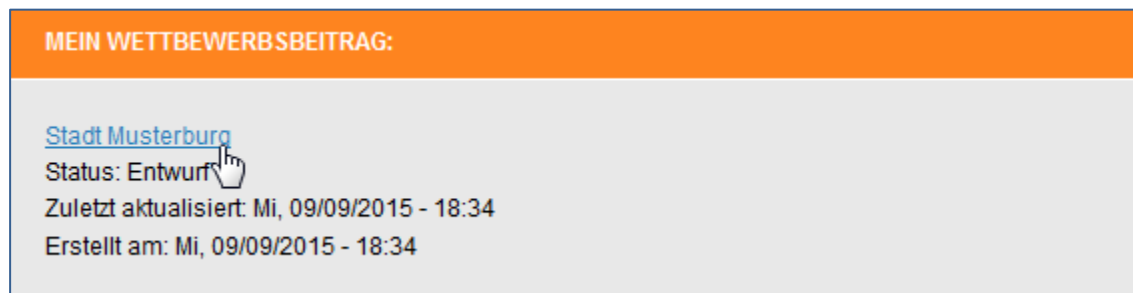 MEIN WETTBEWERBSBEITRAG:
Stadt Musterburg
Status: Entwurf
Zuletzt aktualisiert: Mi, 09/09/2015 - 18:34
Erstellt am: Mi, 09/09/2015 - 18:34